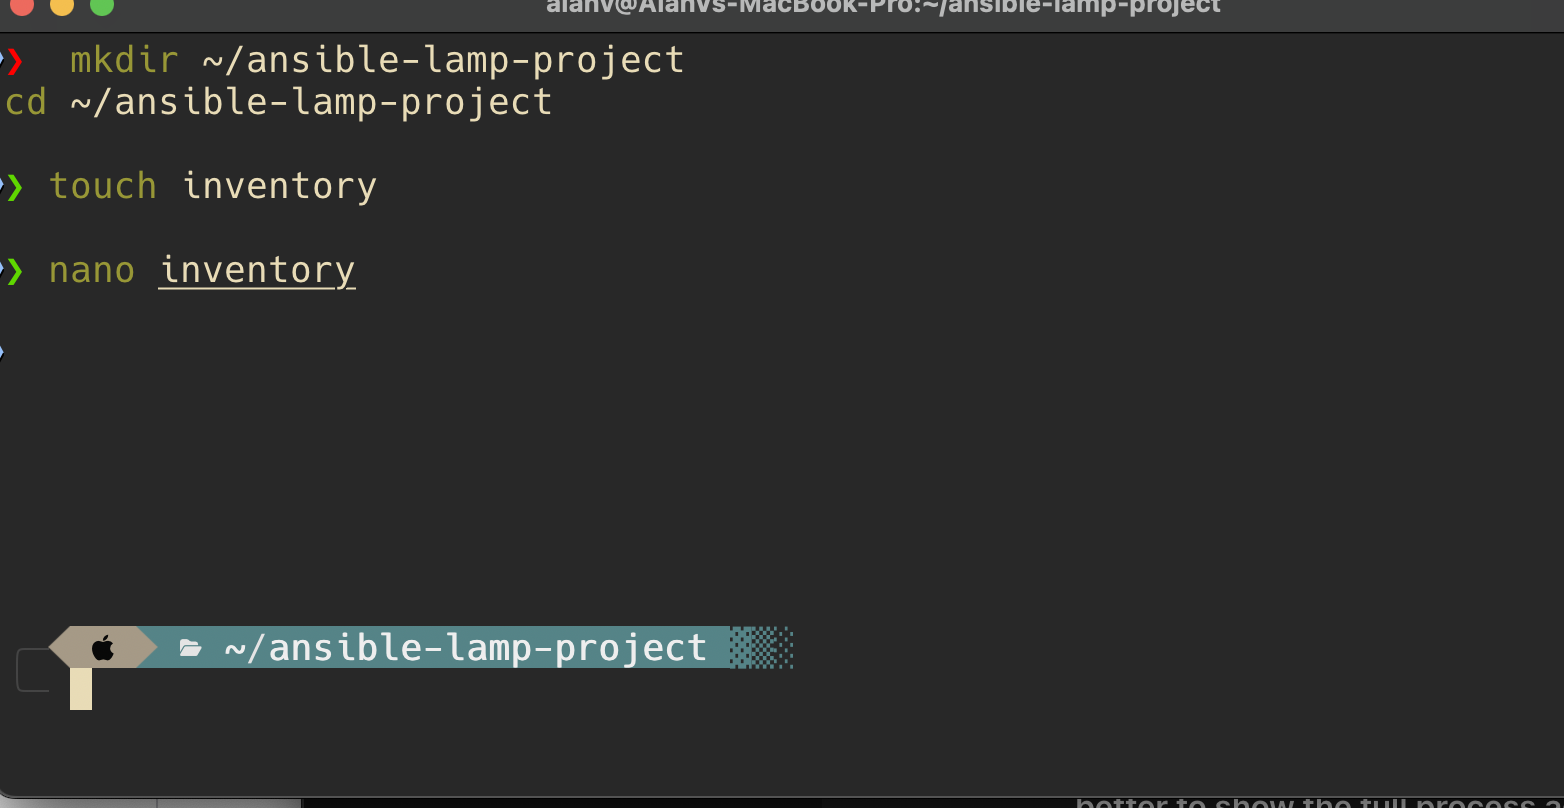 alanv@AlanVs-MacBook-Pro:~/ansible-lamp-project
❯ mkdir ~/ansible-lamp-project
cd ~/ansible-lamp-project
❯ touch inventory
❯ nano inventory
~/ansible-lamp-project
better to show the full process a